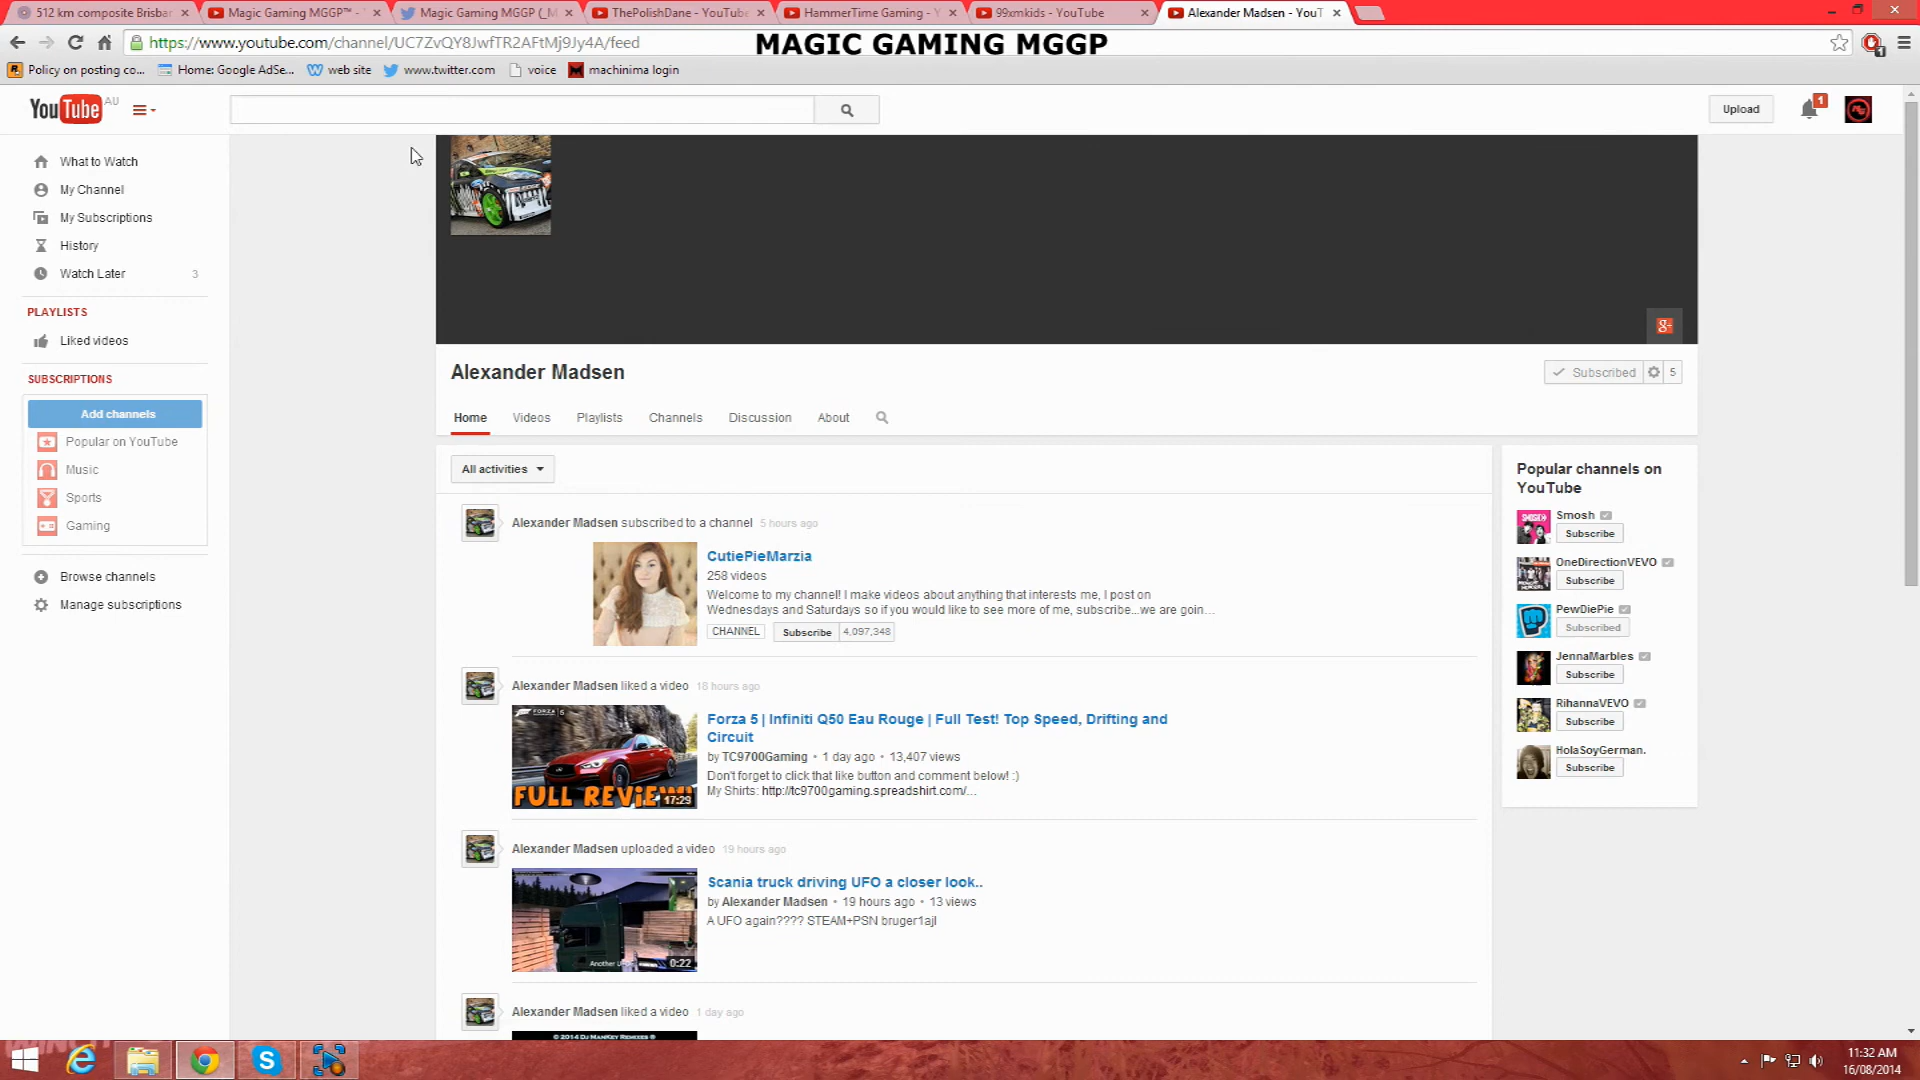 512 km composite Brisba
Magic Gaming MGGP™ -
Magic Gaming MGGP (_M
ThePolishDane - YouTube
HammerTime Gaming - Y
99xmkids - YouTube
Alexander Madsen - YouT
https://www.youtube.com/channel/UC7ZvQY8JwfTR2AFtMj9Jy4A/feed
MAGIC GAMING MGGP
1
Policy on posting co...
Home: Google AdSe...
web site
www.twitter.com
voice
machinima login
YouTube AU
Upload
1
What to Watch
My Channel
My Subscriptions
History
Watch Later 3
PLAYLISTS
Liked videos
SUBSCRIPTIONS
Add channels
Popular on YouTube
Music
Sports
Gaming
Browse channels
Manage subscriptions
g+
Alexander Madsen
Subscribed 5
Home Videos Playlists Channels Discussion About
All activities
Alexander Madsen subscribed to a channel 5 hours ago
CutiePieMarzia
258 videos
Welcome to my channel! I make videos about anything that interests me, I post on
Wednesdays and Saturdays so if you would like to see more of me, subscribe...we are goin...
CHANNEL Subscribe 4,097,348
Alexander Madsen liked a video 18 hours ago
FORZA 5
FULL REVIEW!
17:29
Forza 5 | Infiniti Q50 Eau Rouge | Full Test! Top Speed, Drifting and
Circuit
by TC9700Gaming • 1 day ago • 13,407 views
Don't forget to click that like button and comment below! :)
My Shirts: http://tc9700gaming.spreadshirt.com/...
Alexander Madsen uploaded a video 19 hours ago
Another U
0:22
Scania truck driving UFO a closer look..
by Alexander Madsen • 19 hours ago • 13 views
A UFO again???? STEAM+PSN bruger1ajl
Alexander Madsen liked a video 1 day ago
© 2014 DJ MANKEY REMIXES ®
Popular channels on
YouTube
Smosh
Subscribe
OneDirectionVEVO
Subscribe
PewDiePie
Subscribed
JennaMarbles
Subscribe
RihannaVEVO
Subscribe
HolaSoyGerman.
Subscribe
11:32 AM
16/08/2014